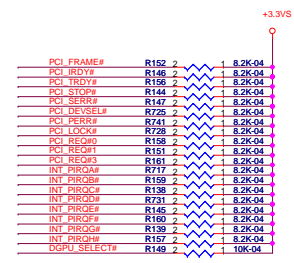 +3.3VS
PCI_FRAME# R152 2 1 8.2K-04
PCI_IRDY# R146 2 1 8.2K-04
PCI_TRDY# R156 2 1 8.2K-04
PCI_STOP# R144 2 1 8.2K-04
PCI_SERR# R147 2 1 8.2K-04
PCI_DEVSEL# R725 2 1 8.2K-04
PCI_PERR# R741 2 1 8.2K-04
PCI_LOCK# R728 2 1 8.2K-04
PCI_REQ#0 R158 2 1 8.2K-04
PCI_REQ#1 R151 2 1 8.2K-04
PCI_REQ#3 R161 2 1 8.2K-04
INT_PIRQA# R717 2 1 8.2K-04
INT_PIRQB# R159 2 1 8.2K-04
INT_PIRQC# R138 2 1 8.2K-04
INT_PIRQD# R731 2 1 8.2K-04
INT_PIRQE# R145 2 1 8.2K-04
INT_PIRQF# R160 2 1 8.2K-04
INT_PIRQG# R139 2 1 8.2K-04
INT_PIRQH# R157 2 1 8.2K-04
DGPU_SELECT# R149 2 1 10K-04